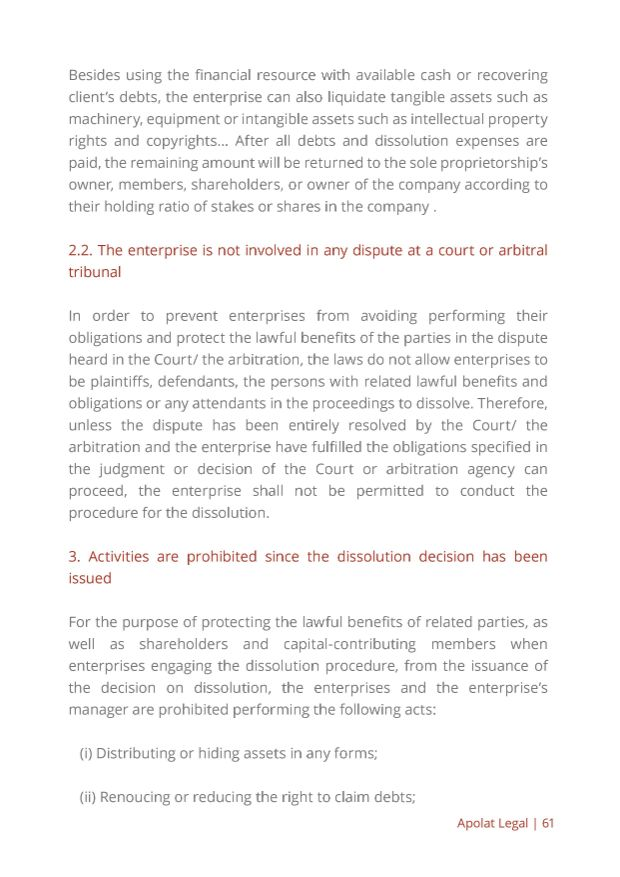 Besides using the financial resource with available cash or recovering
client's debts, the enterprise can also liquidate tangible assets such as
machinery, equipment or intangible assets such as intellectual property
rights and copyrights... After all debts and dissolution expenses are
paid, the remaining amount will be returned to the sole proprietorship's
owner, members, shareholders, or owner of the company according to
their holding ratio of stakes or shares in the company .
2.2. The enterprise is not involved in any dispute at a court or arbitral
tribunal
In order to prevent enterprises from avoiding performing their
obligations and protect the lawful benefits of the parties in the dispute
heard in the Court/ the arbitration, the laws do not allow enterprises to
be plaintiffs, defendants, the persons with related lawful benefits and
obligations or any attendants in the proceedings to dissolve. Therefore,
unless the dispute has been entirely resolved by the Court/ the
arbitration and the enterprise have fulfilled the obligations specified in
the judgment or decision of the Court or arbitration agency can
proceed, the enterprise shall not be permitted to conduct the
procedure for the dissolution.
3. Activities are prohibited since the dissolution decision has been
issued
For the purpose of protecting the lawful benefits of related parties, as
well as shareholders and capital-contributing members when
enterprises engaging the dissolution procedure, from the issuance of
the decision on dissolution, the enterprises and the enterprise's
manager are prohibited performing the following acts:
(i) Distributing or hiding assets in any forms;
(ii) Renoucing or reducing the right to claim debts;
Apolat Legal | 61